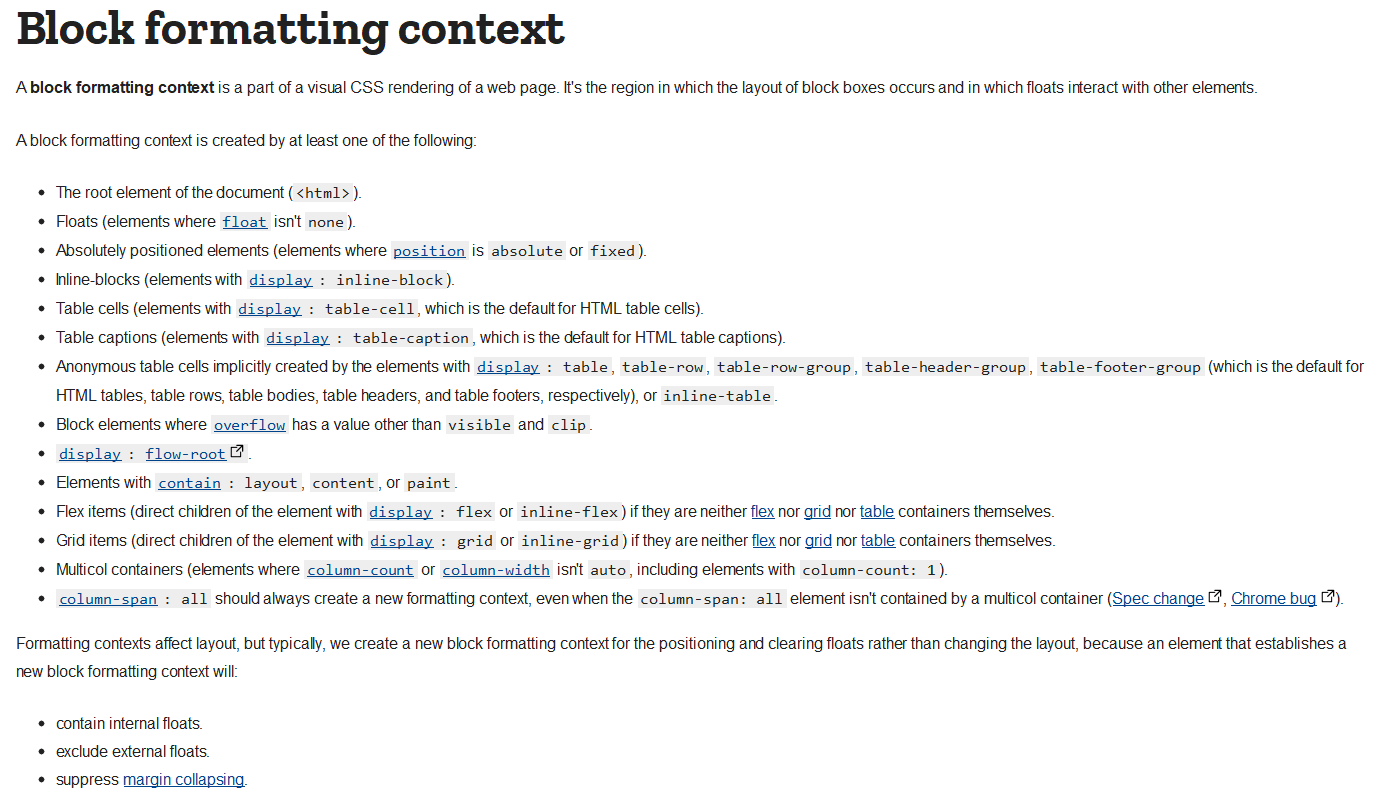 Block formatting context
A block formatting context is a part of a visual CSS rendering of a web page. It's the region in which the layout of block boxes occurs and in which floats interact with other elements.
A block formatting context is created by at least one of the following:
• The root element of the document (<html>).
• Floats (elements where float isn't none).
• Absolutely positioned elements (elements where position is absolute or fixed).
• Inline-blocks (elements with display : inline-block).
• Table cells (elements with display : table-cell, which is the default for HTML table cells).
• Table captions (elements with display : table-caption, which is the default for HTML table captions).
• Anonymous table cells implicitly created by the elements with display : table, table-row, table-row-group, table-header-group, table-footer-group (which is the default for
HTML tables, table rows, table bodies, table headers, and table footers, respectively), or inline-table.
• Block elements where overflow has a value other than visible and clip.
• display : flow-root.
• Elements with contain : layout, content, or paint.
• Flex items (direct children of the element with display : flex or inline-flex) if they are neither flex nor grid nor table containers themselves.
• Grid items (direct children of the element with display : grid or inline-grid) if they are neither flex nor grid nor table containers themselves.
• Multicol containers (elements where column-count or column-width isn't auto, including elements with column-count: 1).
• column-span : all should always create a new formatting context, even when the column-span: all element isn't contained by a multicol container (Spec change, Chrome bug).
Formatting contexts affect layout, but typically, we create a new block formatting context for the positioning and clearing floats rather than changing the layout, because an element that establishes a
new block formatting context will:
• contain internal floats.
• exclude external floats.
• suppress margin collapsing.